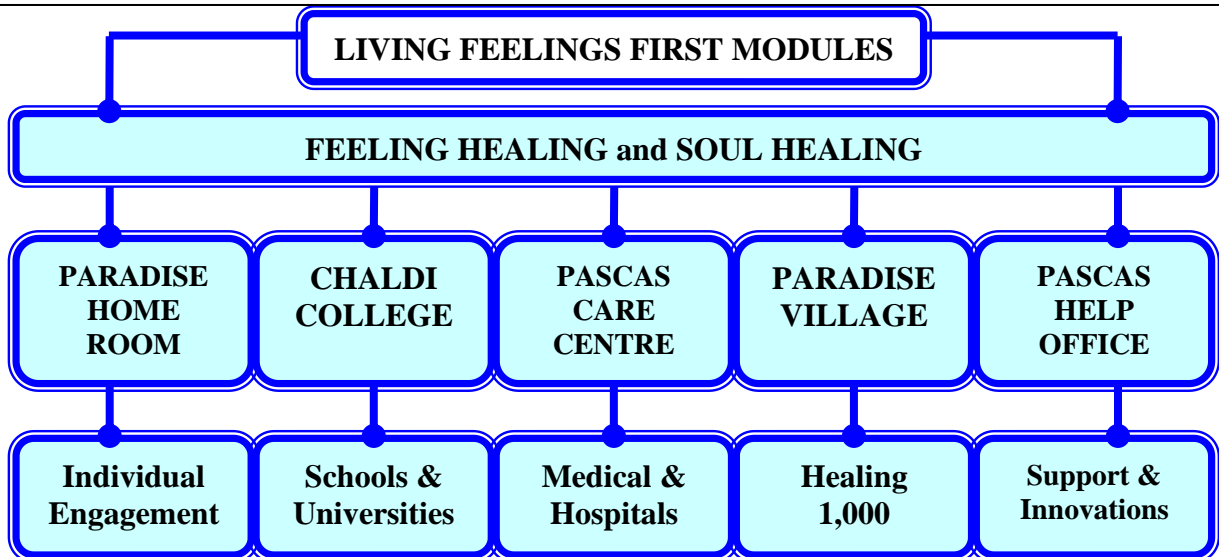 LIVING FEELINGS FIRST MODULES
FEELING HEALING and SOUL HEALING
PARADISE
HOME
ROOM
CHALDI
COLLEGE
PASCAS
CARE
CENTRE
PARADISE
VILLAGE
PASCAS
HELP
OFFICE
Individual
Engagement
Schools &
Universities
Medical &
Hospitals
Healing
1,000
Support &
Innovations